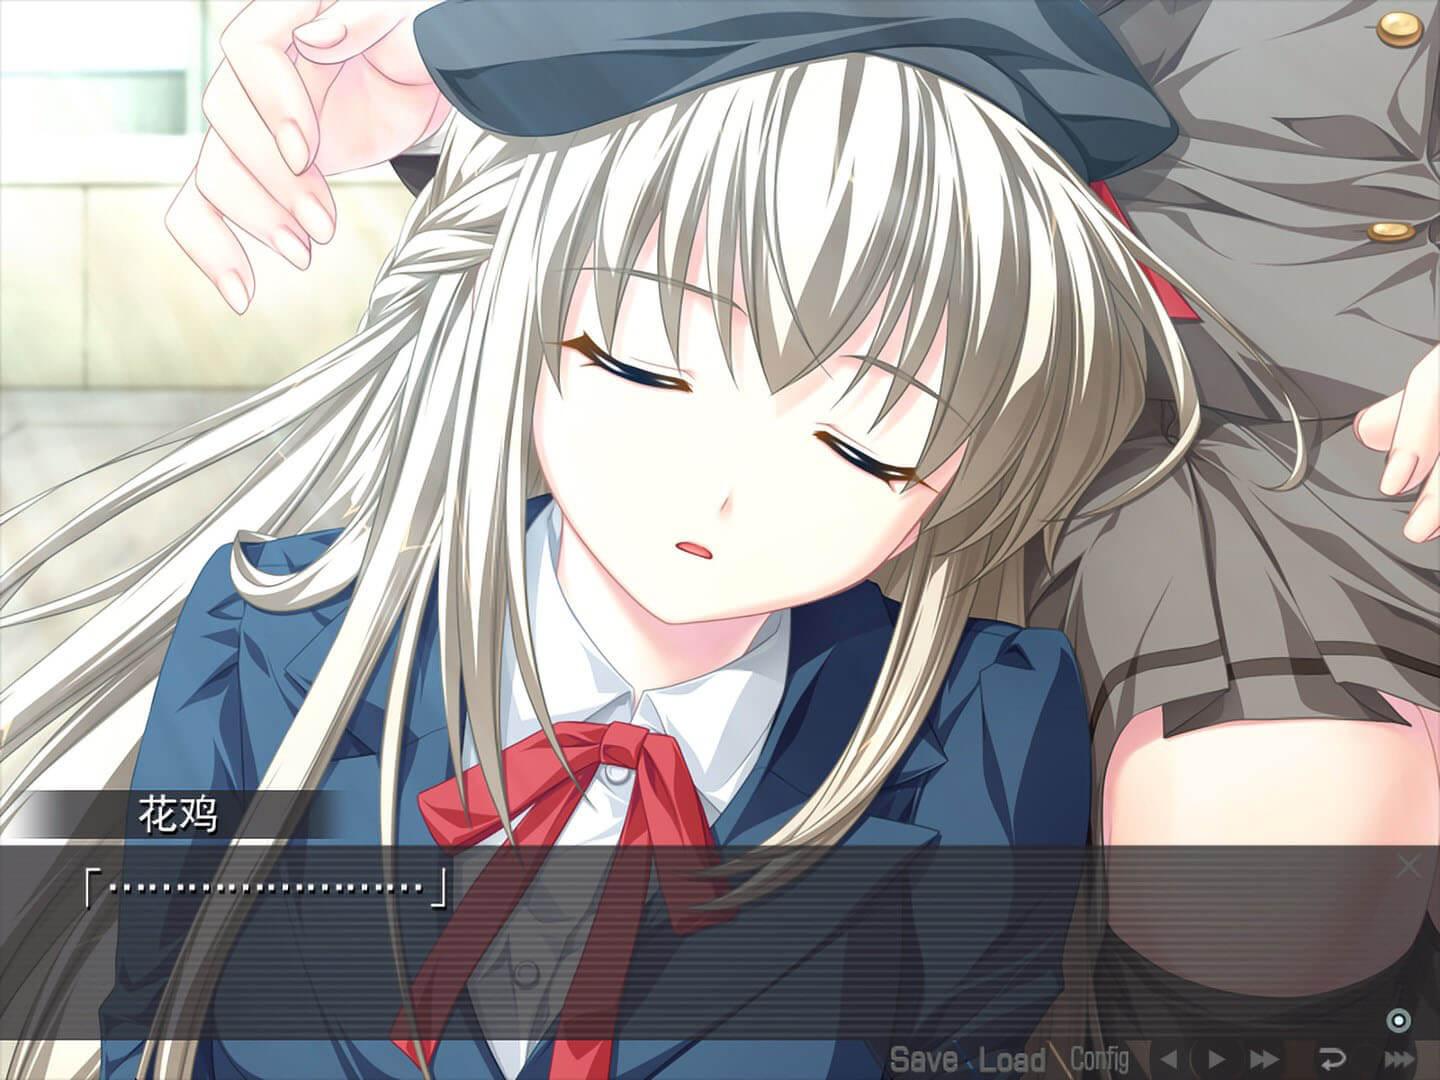 花鸡
「……………………」
Save Load Config